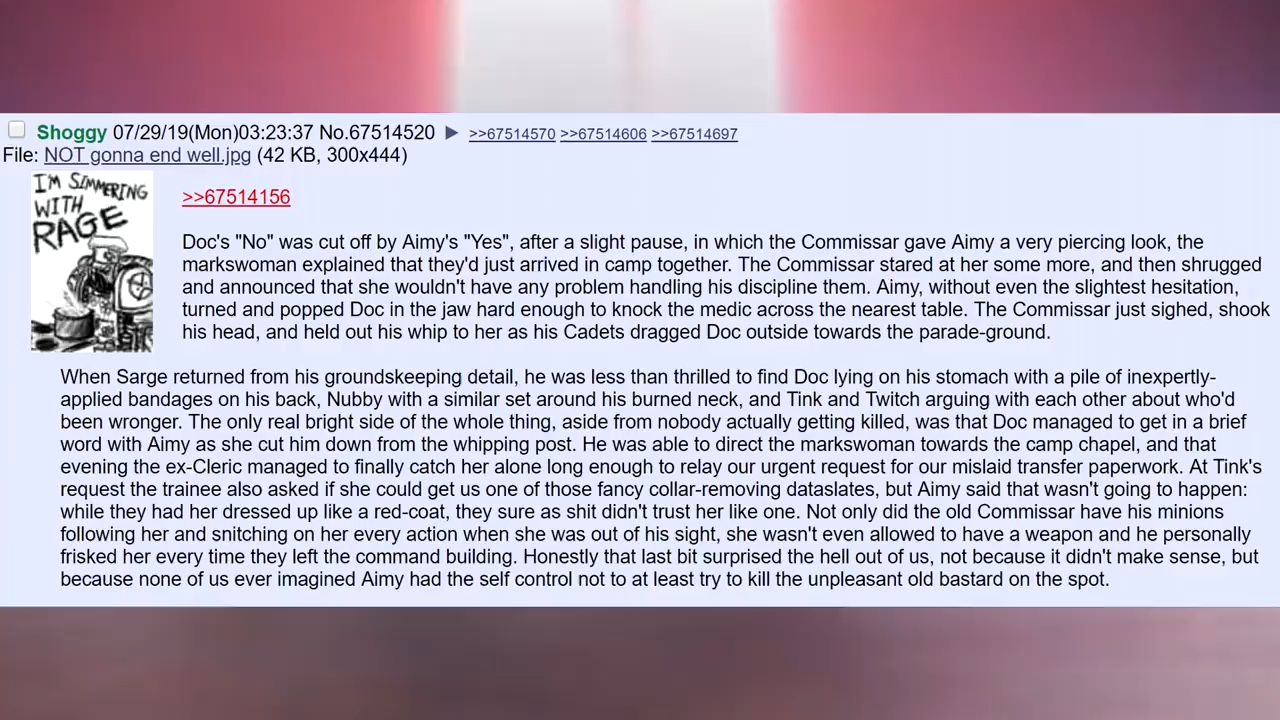 Shoggy 07/29/19(Mon)03:23:37 No.67514520 ▶ >>67514570 >>67514606 >>67514697
File: NOT gonna end well.jpg (42 KB, 300x444)
I'M SIMMERING
WITH
RAGE
>>67514156
Doc's "No" was cut off by Aimy's "Yes", after a slight pause, in which the Commissar gave Aimy a very piercing look, the
markswoman explained that they'd just arrived in camp together. The Commissar stared at her some more, and then shrugged
and announced that she wouldn't have any problem handling his discipline them. Aimy, without even the slightest hesitation,
turned and popped Doc in the jaw hard enough to knock the medic across the nearest table. The Commissar just sighed, shook
his head, and held out his whip to her as his Cadets dragged Doc outside towards the parade-ground.
When Sarge returned from his groundskeeping detail, he was less than thrilled to find Doc lying on his stomach with a pile of inexpertly-
applied bandages on his back, Nubby with a similar set around his burned neck, and Tink and Twitch arguing with each other about who'd
been wronger. The only real bright side of the whole thing, aside from nobody actually getting killed, was that Doc managed to get in a brief
word with Aimy as she cut him down from the whipping post. He was able to direct the markswoman towards the camp chapel, and that
evening the ex-Cleric managed to finally catch her alone long enough to relay our urgent request for our mislaid transfer paperwork. At Tink's
request the trainee also asked if she could get us one of those fancy collar-removing dataslates, but Aimy said that wasn't going to happen:
while they had her dressed up like a red-coat, they sure as shit didn't trust her like one. Not only did the old Commissar have his minions
following her and snitching on her every action when she was out of his sight, she wasn't even allowed to have a weapon and he personally
frisked her every time they left the command building. Honestly that last bit surprised the hell out of us, not because it didn't make sense, but
because none of us ever imagined Aimy had the self control not to at least try to kill the unpleasant old bastard on the spot.